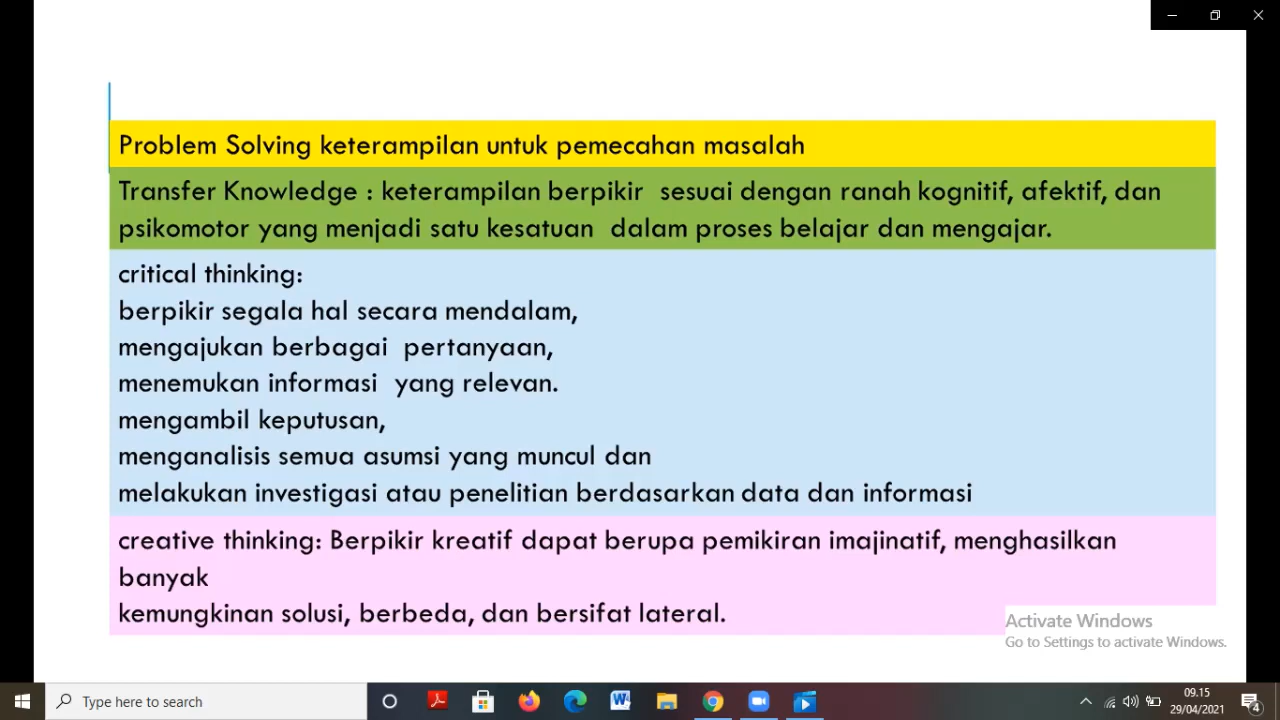 Problem Solving keterampilan untuk pemecahan masalah
Transfer Knowledge : keterampilan berpikir  sesuai dengan ranah kognitif, afektif, dan
psikomotor yang menjadi satu kesatuan  dalam proses belajar dan mengajar.
critical thinking:
berpikir segala hal secara mendalam,
mengajukan berbagai  pertanyaan,
menemukan informasi  yang relevan.
mengambil keputusan,
menganalisis semua asumsi yang muncul dan
melakukan investigasi atau penelitian berdasarkan data dan informasi
creative thinking: Berpikir kreatif dapat berupa pemikiran imajinatif, menghasilkan
banyak
kemungkinan solusi, berbeda, dan bersifat lateral.
Activate Windows
Go to Settings to activate Windows.
Type here to search
09.15
29/04/2021
4